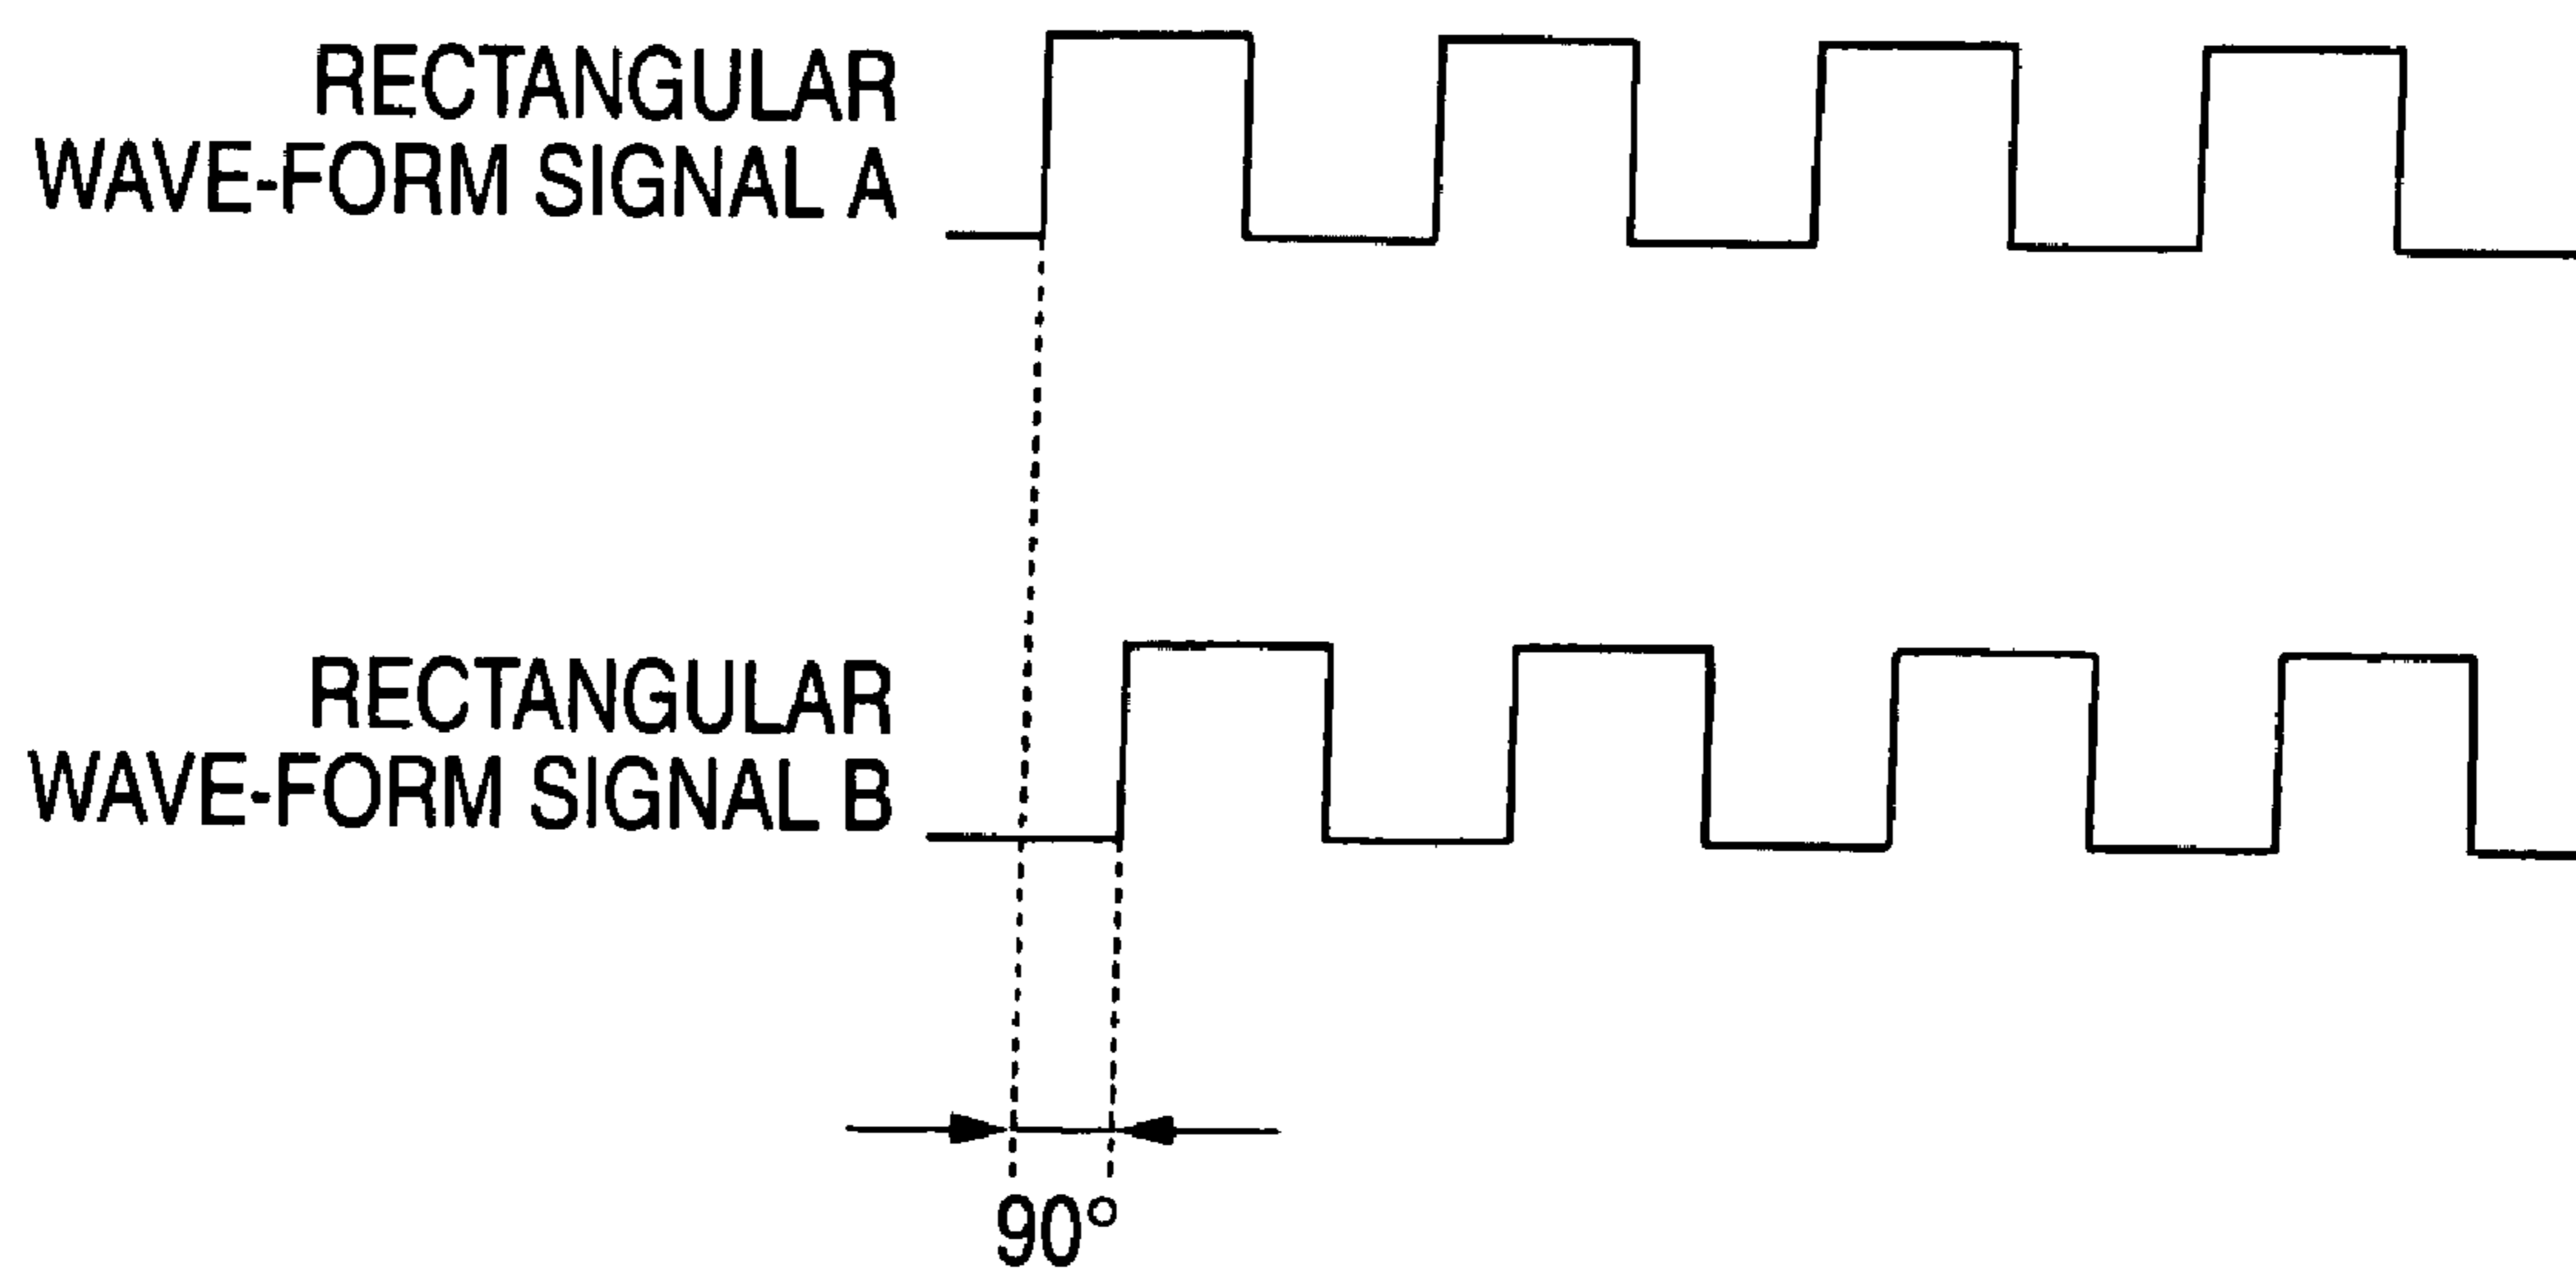 RECTANGULAR
WAVE-FORM SIGNAL A
RECTANGULAR
WAVE-FORM SIGNAL B
90°